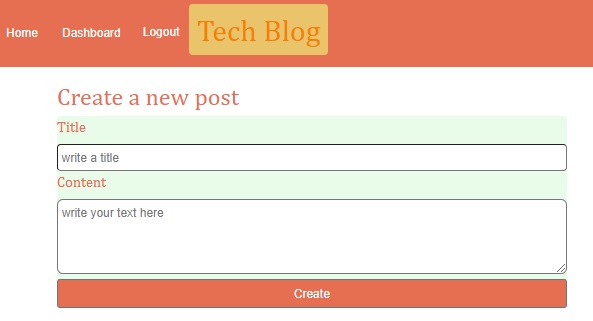 Home Dashboard Logout Tech Blog
Create a new post
Title
write a title
Content
write your text here
Create